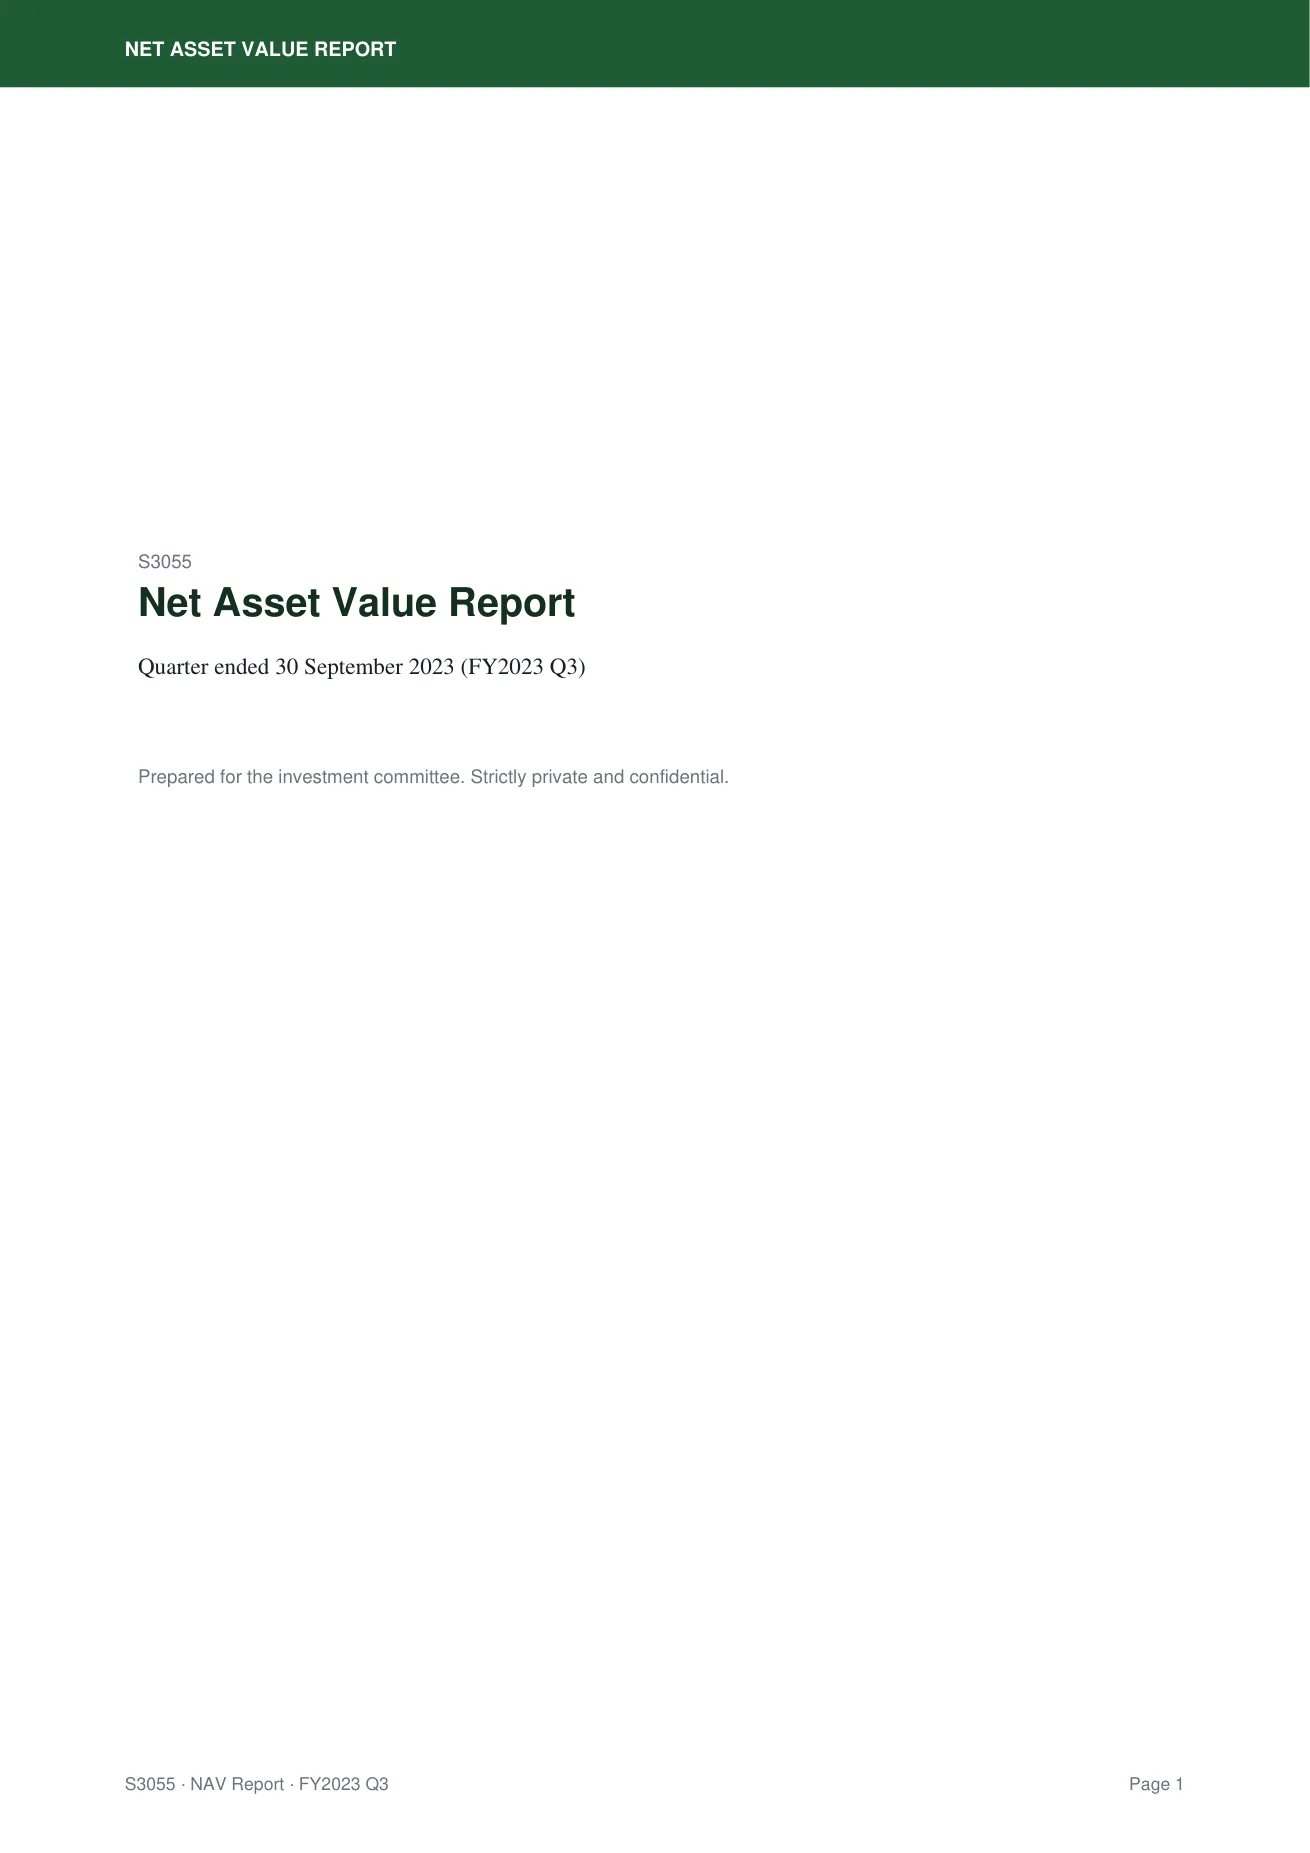 NET ASSET VALUE REPORT
S3055
Net Asset Value Report
Quarter ended 30 September 2023 (FY2023 Q3)
Prepared for the investment committee. Strictly private and confidential.
S3055 · NAV Report · FY2023 Q3
Page 1